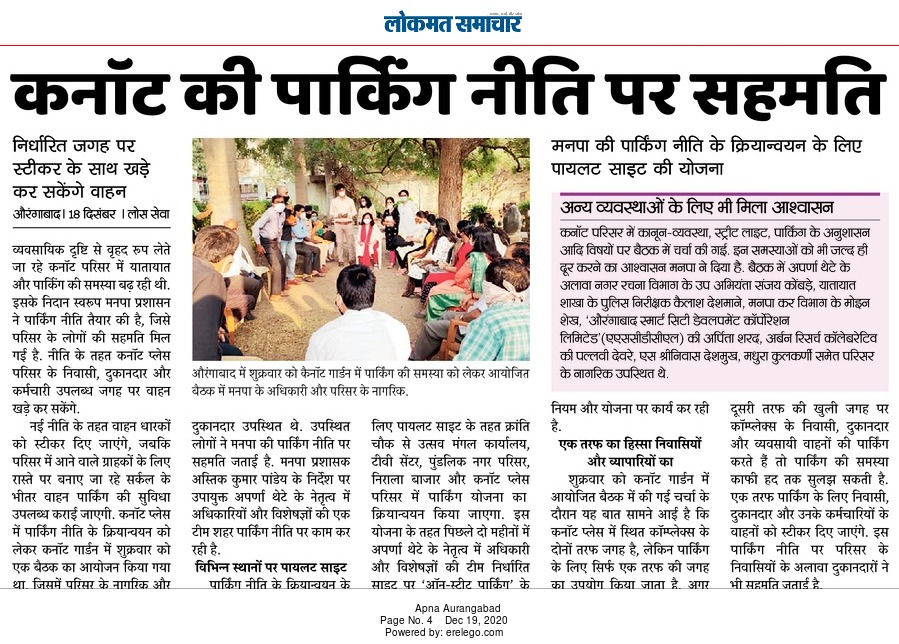 लोकमत समाचार
कनॉट की पार्किंग नीति पर सहमति
निर्धारित जगह पर
स्टीकर के साथ खड़े
कर सकेंगे वाहन
औरंगाबाद। 18 दिसंबर । लोस सेवा
व्यवसायिक दृष्टि से वृहद रूप लेते
जा रहे कनॉट परिसर में यातायात
और पार्किंग की समस्या बढ़ रही थी.
इसके निदान स्वरूप मनपा प्रशासन
ने पार्किंग नीति तैयार की है, जिसे
परिसर के लोगों की सहमति मिल
गई है. नीति के तहत कनॉट प्लेस
परिसर के निवासी, दुकानदार और
कर्मचारी उपलब्ध जगह पर वाहन
खड़े कर सकेंगे.
नई नीति के तहत वाहन धारकों
को स्टीकर दिए जाएंगे, जबकि
परिसर में आने वाले ग्राहकों के लिए
रास्ते पर बनाए जा रहे सर्कल के
भीतर वाहन पार्किंग की सुविधा
उपलब्ध कराई जाएगी. कनॉट प्लेस
में पार्किंग नीति के क्रियान्वयन को
लेकर कनॉट गार्डन में शुक्रवार को
एक बैठक का आयोजन किया गया
था. जिसमें परिसर के नागरिक और
औरंगाबाद में शुक्रवार को कैनॉट गार्डन में पार्किंग की समस्या को लेकर आयोजित
बैठक में मनपा के अधिकारी और परिसर के नागरिक.
दुकानदार उपस्थित थे. उपस्थित
लोगों ने मनपा की पार्किंग नीति पर
सहमति जताई है. मनपा प्रशासक
अस्तिक कुमार पांडेय के निर्देश पर
उपायुक्त अपर्णा थेटे के नेतृत्व में
अधिकारियों और विशेषज्ञों की एक
टीम शहर पार्किंग नीति पर काम कर
रही है.
विभिन्न स्थानों पर पायलट साइट
पार्किंग नीति के क्रियान्वयन के
लिए पायलट साइट के तहत क्रांति
चौक से उत्सव मंगल कार्यालय,
टीवी सेंटर, पुंडलिक नगर परिसर,
निराला बाजार और कनॉट प्लेस
परिसर में पार्किंग योजना का
क्रियान्वयन किया जाएगा. इस
योजना के तहत पिछले दो महीनों में
अपर्णा थेटे के नेतृत्व में अधिकारी
और विशेषज्ञों की टीम निर्धारित
साइट पर 'ऑन-स्टीट पार्किंग' के
मनपा की पार्किंग नीति के क्रियान्वयन के लिए
पायलट साइट की योजना
अन्य व्यवस्थाओं के लिए भी मिला आश्वासन
कनॉट परिसर में कानून-व्यवस्था, स्ट्रीट लाइट, पार्किंग के अनुशासन
आदि विषयों पर बैठक में चर्चा की गई. इन समस्याओं को भी जल्द ही
दूर करने का आश्वासन मनपा ने दिया है. बैठक में अपर्णा थेटे के
अलावा नगर रचना विभाग के उप अभियंता संजय कोंबड़े, यातायात
शाखा के पुलिस निरीक्षक कैलाश देशमाने, मनपा कर विभाग के मोइन
शेख, 'औरंगाबाद स्मार्ट सिटी डेवलपमेंट कॉर्पोरेशन
लिमिटेड'(एएससीडीसीएल) की अर्पिता शरद, अर्बन रिसर्च कॉलेबरेटिव
की पल्लवी देवरे, एस श्रीनिवास देशमुख, मधुरा कुलकर्णी समेत परिसर
के नागरिक उपस्थित थे.
नियम और योजना पर कार्य कर रही
है.
एक तरफ का हिस्सा निवासियों
और व्यापारियों का
शुक्रवार को कनॉट गार्डन में
आयोजित बैठक में की गई चर्चा के
दौरान यह बात सामने आई है कि
कनॉट प्लेस में स्थित कॉम्प्लेक्स के
दोनों तरफ जगह है, लेकिन पार्किंग
के लिए सिर्फ एक तरफ की जगह
का उपयोग किया जाता है. अगर
दूसरी तरफ की खुली जगह पर
कॉम्प्लेक्स के निवासी, दुकानदार
और व्यवसायी वाहनों की पार्किंग
करते हैं तो पार्किंग की समस्या
काफी हद तक सुलझ सकती है.
एक तरफ पार्किंग के लिए निवासी,
दुकानदार और उनके कर्मचारियों के
वाहनों को स्टीकर दिए जाएंगे. इस
पार्किंग नीति पर परिसर के
निवासियों के अलावा दुकानदारों ने
भी सहमति जताई है.
Apna Aurangabad
Page No. 4 Dec 19, 2020
Powered by: erelego.com